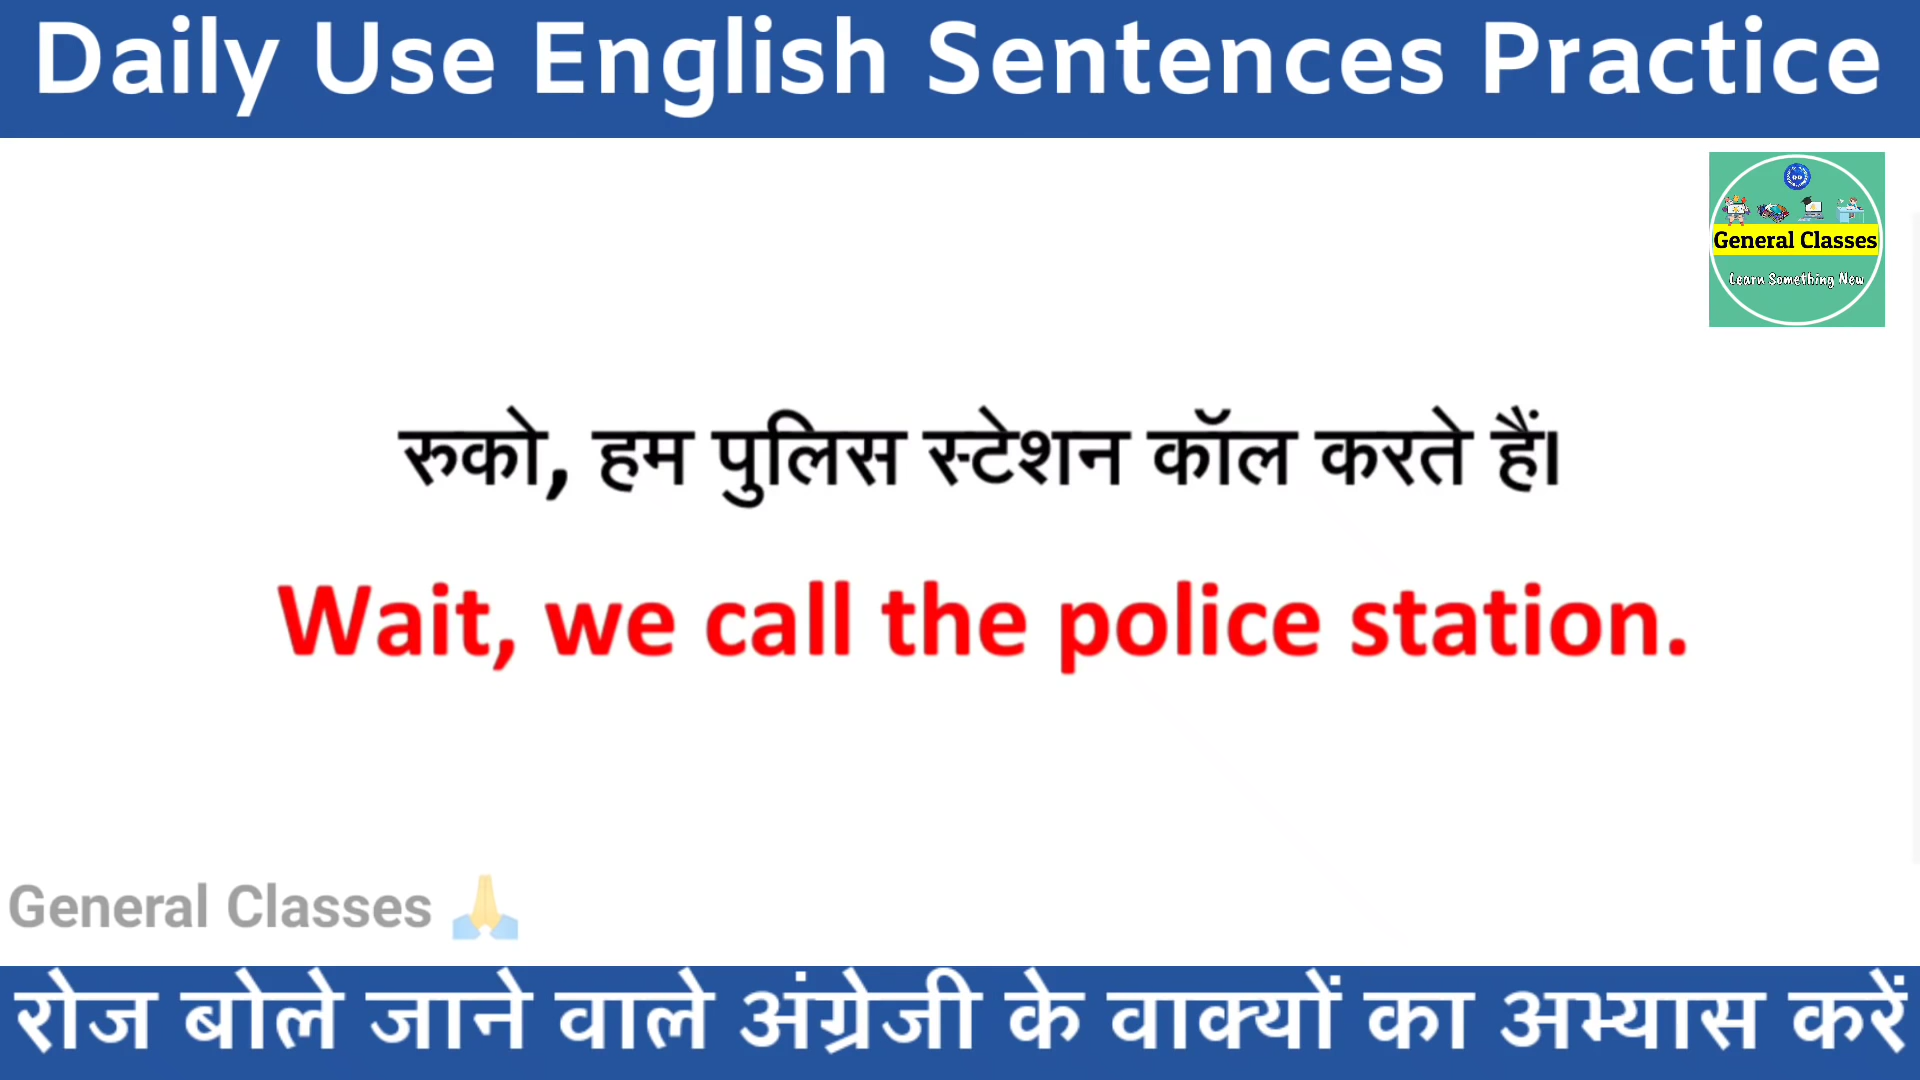 Daily Use English Sentences Practice
General Classes
Learn Something New
रुको, हम पुलिस स्टेशन कॉल करते हैं।
Wait, we call the police station.
General Classes 🙏
रोज बोले जाने वाले अंग्रेजी के वाक्यों का अभ्यास करें